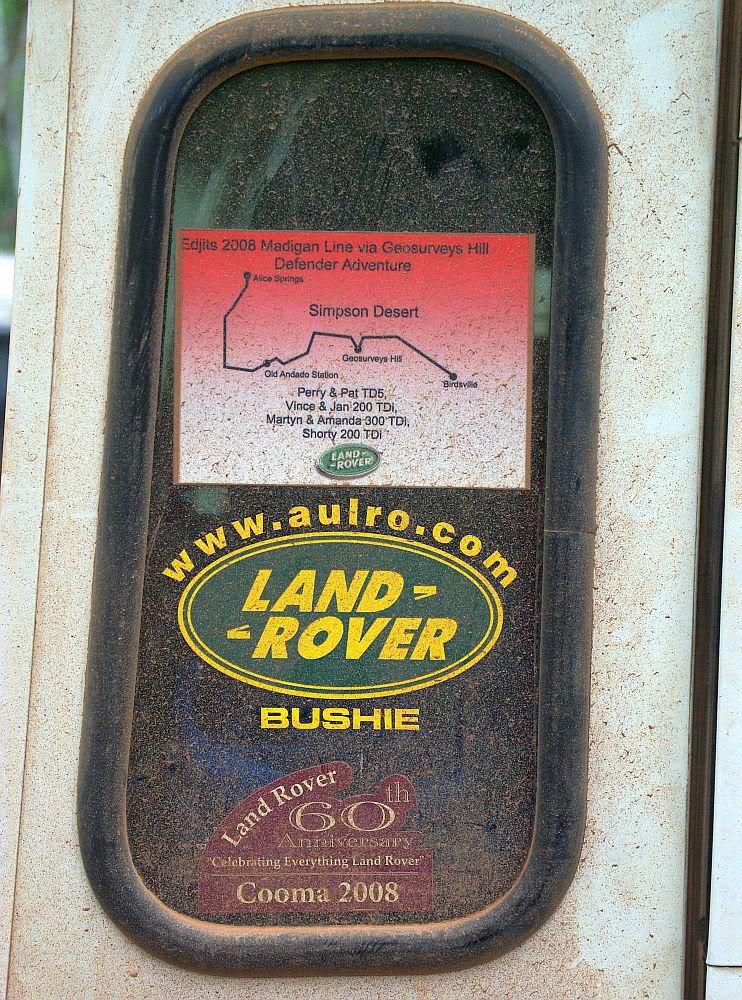 Edjits 2008 Madigan Line via Geosurveys Hill
Defender Adventure
Alice Springs
Simpson Desert
Geosurveys Hill
Old Andado Station
Birdsville
Perry & Pat TD5,
Vince & Jan 200 TDi,
Martyn & Amanda 300 TDi,
Shorty 200 TDi
LAND-
-ROVER
www.aulro.com
LAND-
-ROVER
BUSHIE
Land Rover
60th
Anniversary
"Celebrating Everything Land Rover"
Cooma 2008